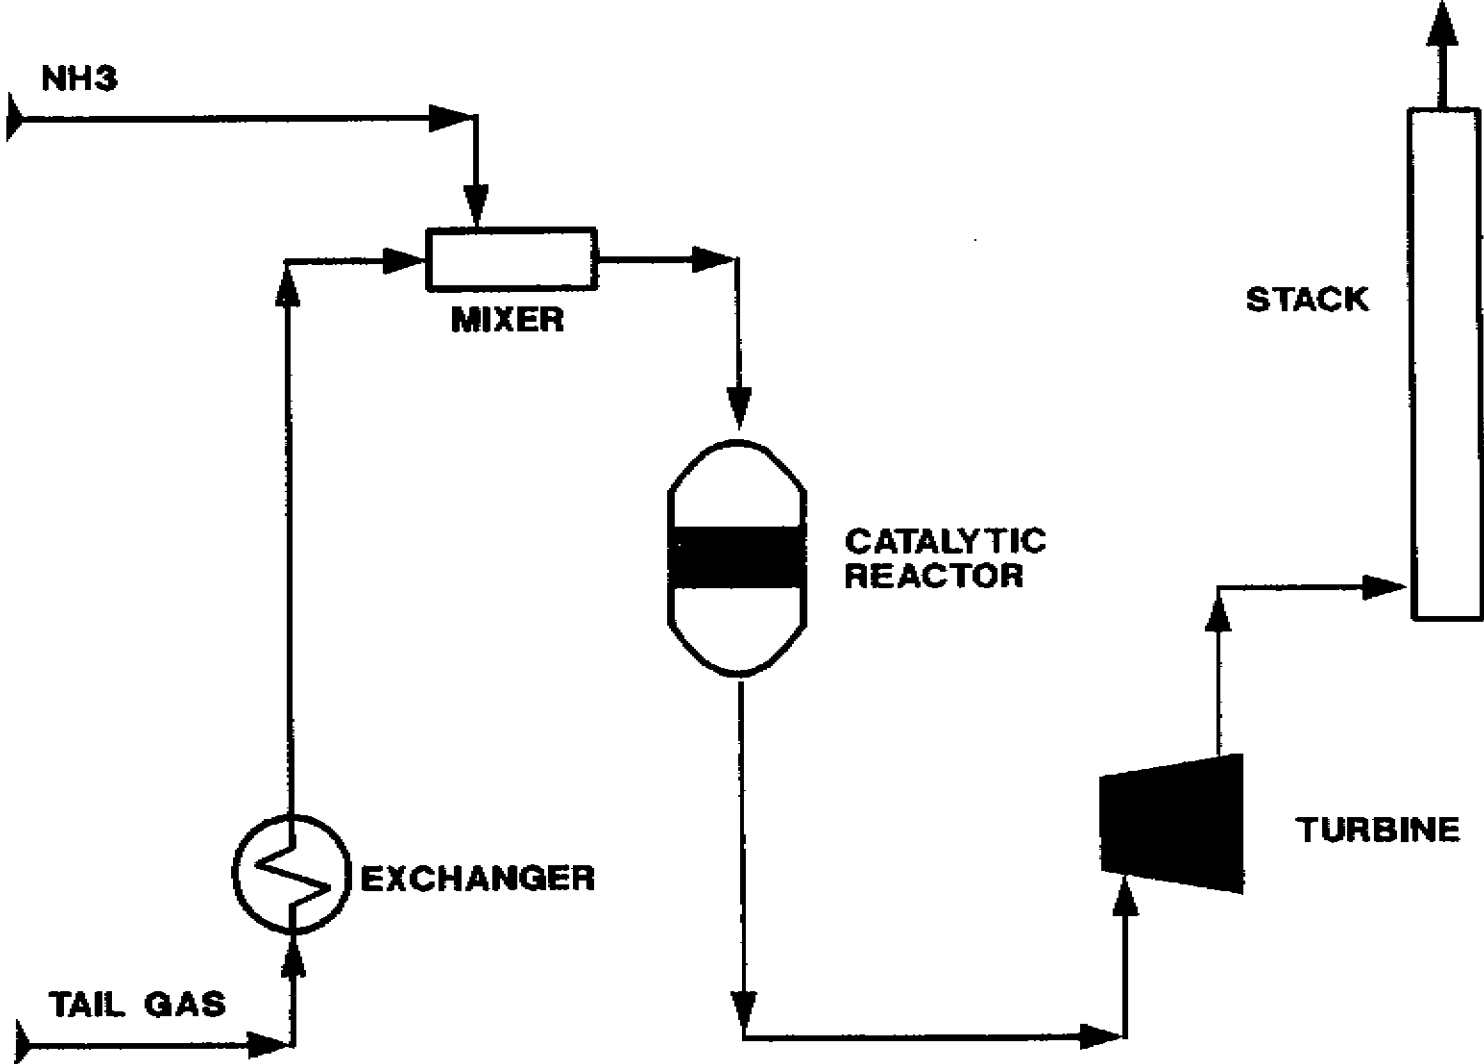 NH3
MIXER
STACK
CATALYTIC
REACTOR
TURBINE
EXCHANGER
TAIL GAS